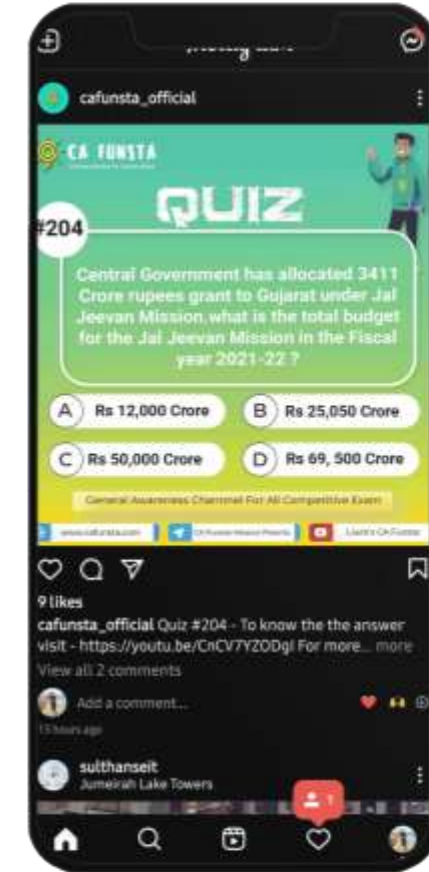 cafunsta_official
CA FUNSTA
QUIZ
#204
Central Government has allocated 3411
Crore rupees grant to Gujarat under Jal
Jeevan Mission.what is the total budget
for the Jal Jeevan Mission in the Fiscal
year 2021-22 ?
A Rs 12,000 Crore
B Rs 25,050 Crore
C Rs 50,000 Crore
D Rs 69, 500 Crore
General Awareness Channel For All Competitive Exam
www.cafunsta.com
9 likes
cafunsta_official Quiz #204 - To know the the answer
visit - https://youtu.be/CnCV7YZODgI For more... more
View all 2 comments
Add a comment...
15 hours ago
sulthanseit
Jumeirah Lake Towers
1